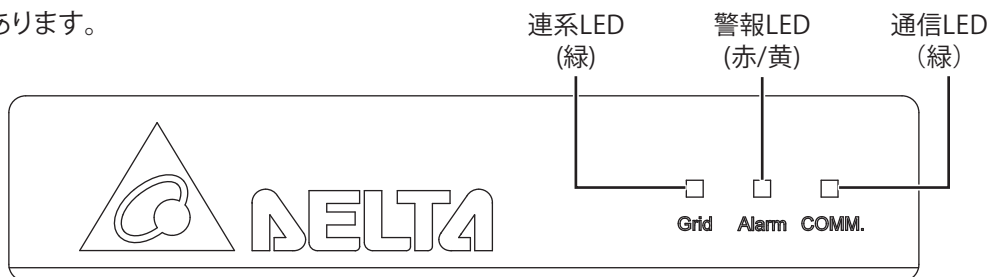 あります。
連系LED
(緑)
警報LED
(赤/黄)
通信LED
（緑）
DELTA
Grid
Alarm
COMM.